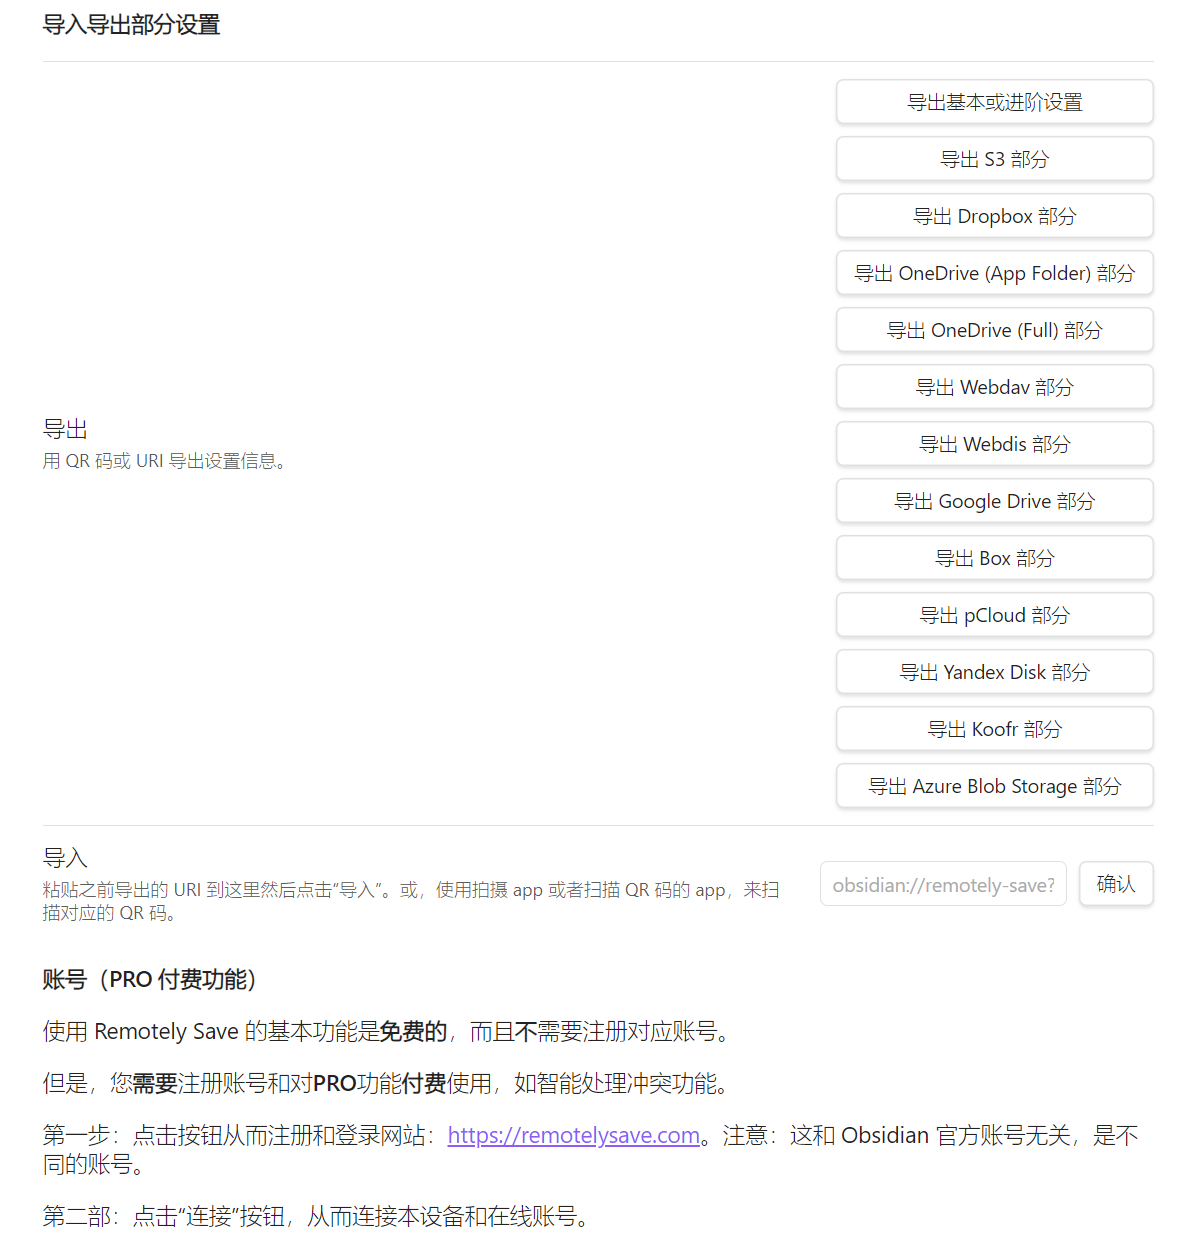 导入导出部分设置
导出基本或进阶设置
导出 S3 部分
导出 Dropbox 部分
导出 OneDrive (App Folder) 部分
导出 OneDrive (Full) 部分
导出 Webdav 部分
导出
用 QR 码或 URI 导出设置信息。
导出 Webdis 部分
导出 Google Drive 部分
导出 Box 部分
导出 pCloud 部分
导出 Yandex Disk 部分
导出 Koofr 部分
导出 Azure Blob Storage 部分
导入
粘贴之前导出的 URI 到这里然后点击“导入”。或，使用拍摄 app 或者扫描 QR 码的 app，来扫
描对应的 QR 码。
obsidian://remotely-save?
确认
账号（PRO 付费功能）
使用 Remotely Save 的基本功能是免费的，而且不需要注册对应账号。
但是，您需要注册账号和对PRO功能付费使用，如智能处理冲突功能。
第一步：点击按钮从而注册和登录网站：https://remotelysave.com。注意：这和 Obsidian 官方账号无关，是不
同的账号。
第二部：点击“连接”按钮，从而连接本设备和在线账号。